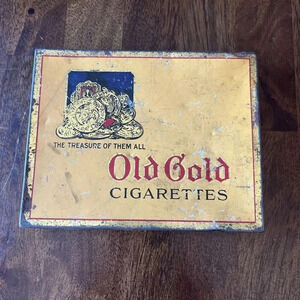 THE TREASURE OF THEM ALL
Old Gold
CIGARETTES